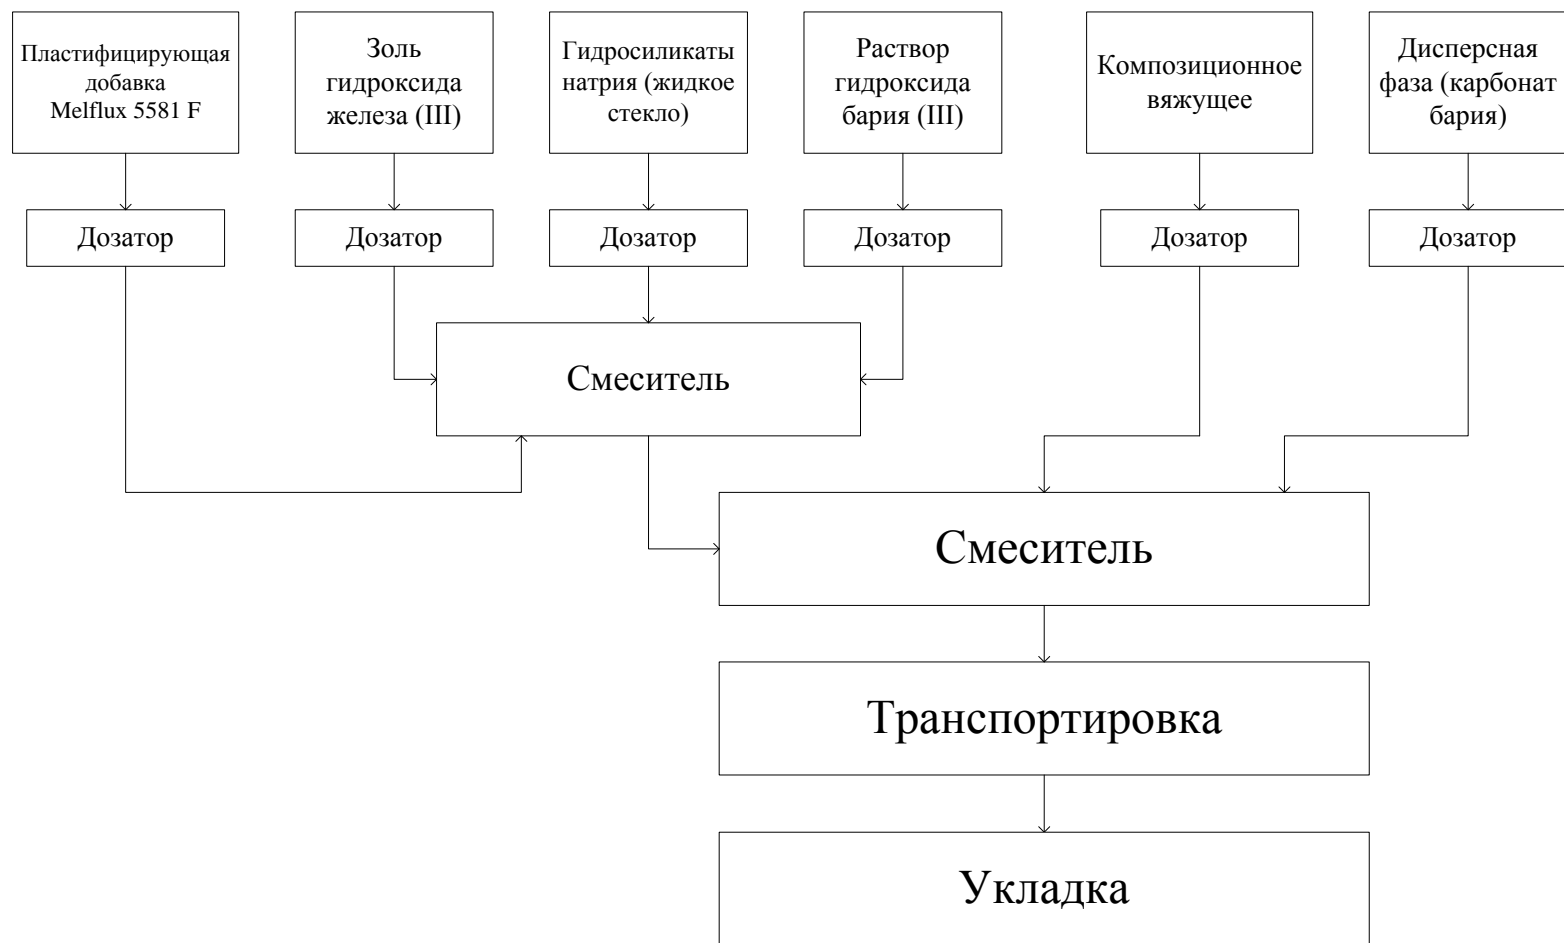 Пластифицирующая
добавка
Melflux 5581 F
Золь
гидроксида
железа (III)
Гидросиликаты
натрия (жидкое
стекло)
Раствор
гидроксида
бария (III)
Композиционное
вяжущее
Дисперсная
фаза (карбонат
бария)
Дозатор
Дозатор
Дозатор
Дозатор
Дозатор
Дозатор
Смеситель
Смеситель
Транспортировка
Укладка